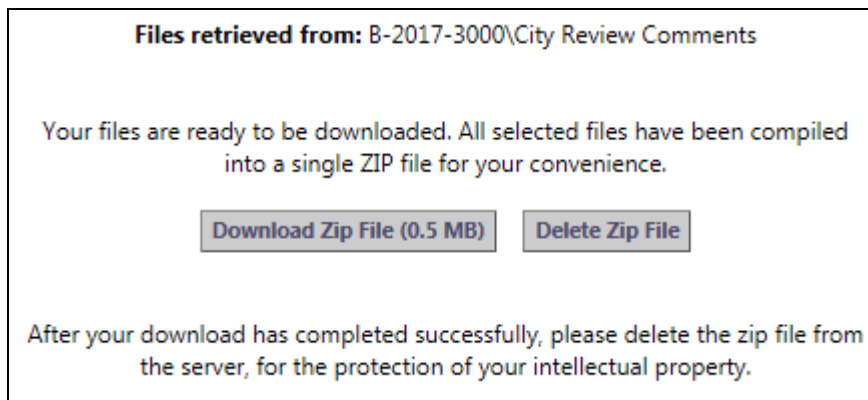 Files retrieved from: B-2017-3000\City Review Comments
Your files are ready to be downloaded. All selected files have been compiled
into a single ZIP file for your convenience.
Download Zip File (0.5 MB) Delete Zip File
After your download has completed successfully, please delete the zip file from
the server, for the protection of your intellectual property.